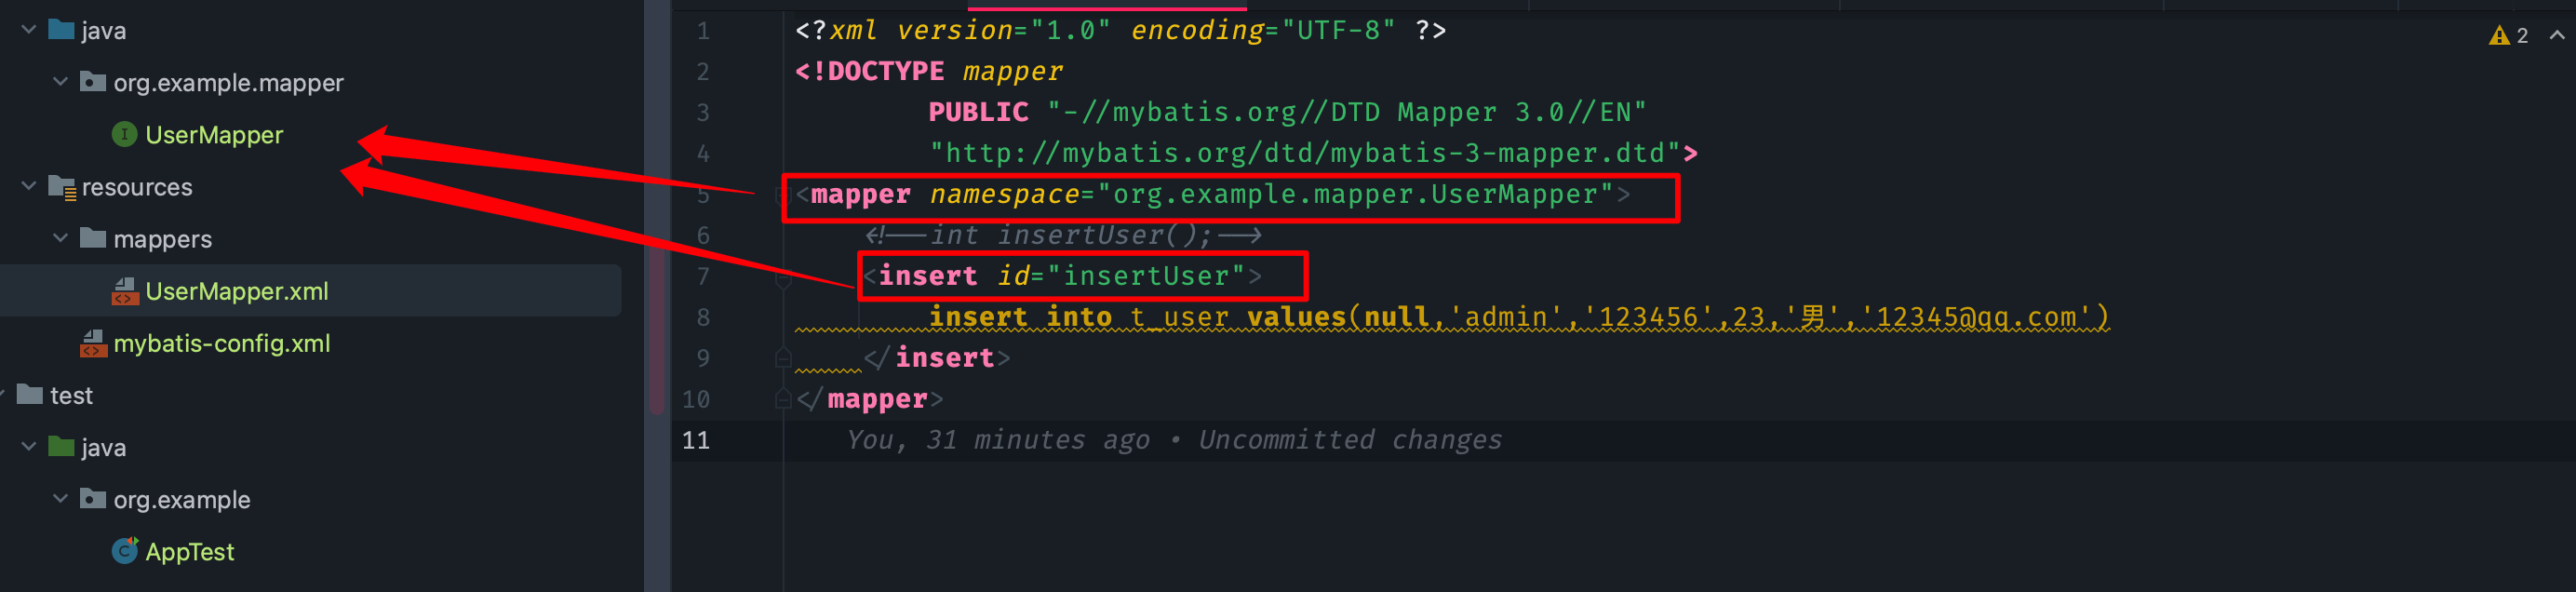 java
org.example.mapper
UserMapper
resources
mappers
UserMapper.xml
mybatis-config.xml
test
java
org.example
AppTest
1 <?xml version="1.0" encoding="UTF-8" ?>
2 <!DOCTYPE mapper
3 PUBLIC "-//mybatis.org//DTD Mapper 3.0//EN"
4 "http://mybatis.org/dtd/mybatis-3-mapper.dtd">
5 <mapper namespace="org.example.mapper.UserMapper">
6 <!--int insertUser();-->
7 <insert id="insertUser">
8 insert into t_user values(null,'admin','123456',23,'男','12345@qq.com')
9 </insert>
10 </mapper>
11 You, 31 minutes ago • Uncommitted changes
2